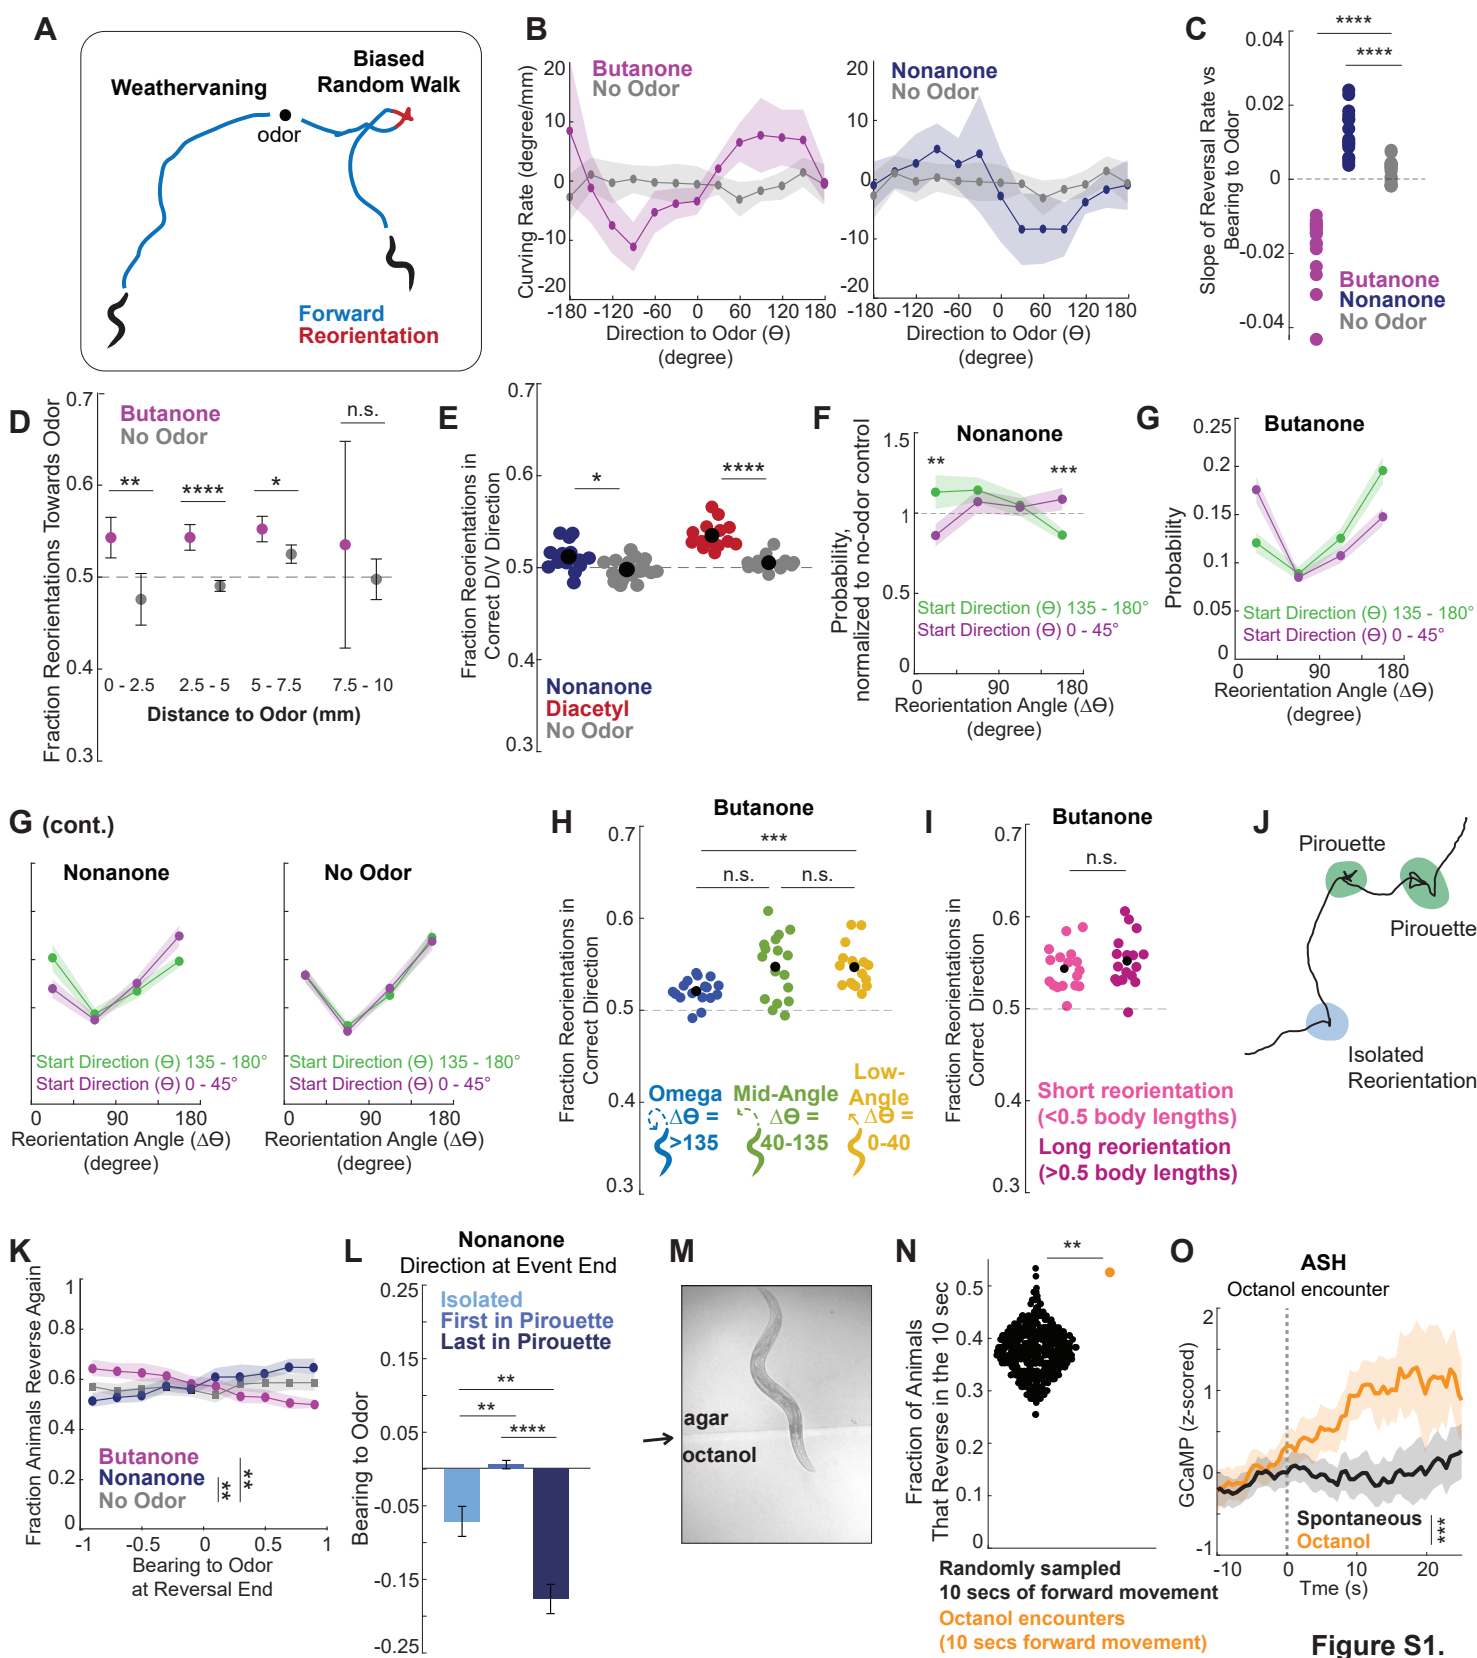 A
Weathervaning
Biased
Random Walk
odor
Forward
Reorientation
B
Butanone
No Odor
Curving Rate (degree/mm)
20
10
0
-10
-20
-180 -120 -60 0 60 120 180
Direction to Odor (Θ)
(degree)
Nonanone
No Odor
20
10
0
-10
-20
-180 -120 -60 0 60 120 180
Direction to Odor (Θ)
(degree)
C
****
****
Slope of Reversal Rate vs
Bearing to Odor
0.04
0.02
0
-0.02
-0.04
Butanone
Nonanone
No Odor
D
Fraction Reorientations Towards Odor
0.7
0.6
0.5
0.4
0.3
Butanone
No Odor
**
****
*
n.s.
0 - 2.5 2.5 - 5 5 - 7.5 7.5 - 10
Distance to Odor (mm)
E
Fraction Reorientations in
Correct D/V Direction
0.7
0.6
0.5
0.4
0.3
*
****
Nonanone
Diacetyl
No Odor
F
Nonanone
Probability,
normalized to no-odor control
1.5
1
0.5
0
**
***
Start Direction (Θ) 135 - 180°
Start Direction (Θ) 0 - 45°
0 90 180
Reorientation Angle (ΔΘ)
(degree)
G
Butanone
Probability
0.25
0.2
0.15
0.1
0.05
0
Start Direction (Θ) 135 - 180°
Start Direction (Θ) 0 - 45°
0 90 180
Reorientation Angle (ΔΘ)
(degree)
G (cont.)
Nonanone
Start Direction (Θ) 135 - 180°
Start Direction (Θ) 0 - 45°
0 90 180
Reorientation Angle (ΔΘ)
(degree)
No Odor
Start Direction (Θ) 135 - 180°
Start Direction (Θ) 0 - 45°
0 90 180
Reorientation Angle (ΔΘ)
(degree)
H
Butanone
Fraction Reorientations in
Correct Direction
0.7
0.6
0.5
0.4
0.3
***
n.s.
n.s.
Omega
ΔΘ =
>135
Mid-Angle
ΔΘ =
40-135
Low-
Angle
ΔΘ =
0-40
I
Butanone
Fraction Reorientations in
Correct Direction
0.7
0.6
0.5
0.4
0.3
n.s.
Short reorientation
(<0.5 body lengths)
Long reorientation
(>0.5 body lengths)
J
Pirouette
Pirouette
Isolated
Reorientation
K
Fraction Animals Reverse Again
1
0.8
0.6
0.4
0.2
0
Butanone
Nonanone
No Odor
**
**
-1 -0.5 0 0.5 1
Bearing to Odor
at Reversal End
L
Nonanone
Direction at Event End
Bearing to Odor
0.25
0.15
0.05
-0.05
-0.15
-0.25
Isolated
First in Pirouette
Last in Pirouette
**
**
****
M
agar
octanol
N
Fraction of Animals
That Reverse in the 10 sec
0.5
0.4
0.3
0.2
0.1
0
**
Randomly sampled
10 secs of forward movement
Octanol encounters
(10 secs forward movement)
O
ASH
Octanol encounter
GCaMP (z-scored)
2
1
0
-1
Spontaneous
Octanol
***
-10 0 10 20
Tme (s)
Figure S1.